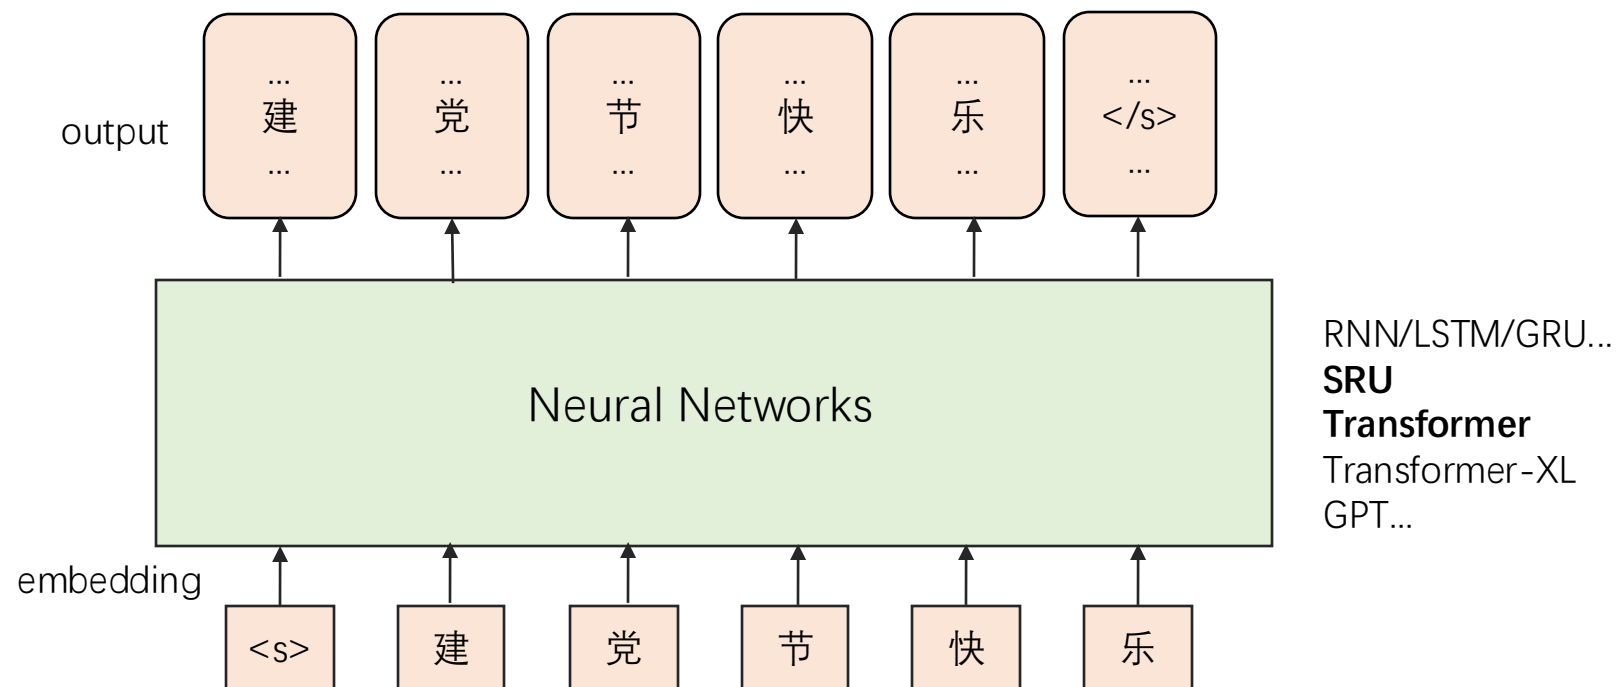 ... ... ... ... ... ...
建 党 节 快 乐 </s>
output
... ... ... ... ... ...
Neural Networks
RNN/LSTM/GRU...
SRU
Transformer
Transformer-XL
GPT...
embedding
<s> 建 党 节 快 乐